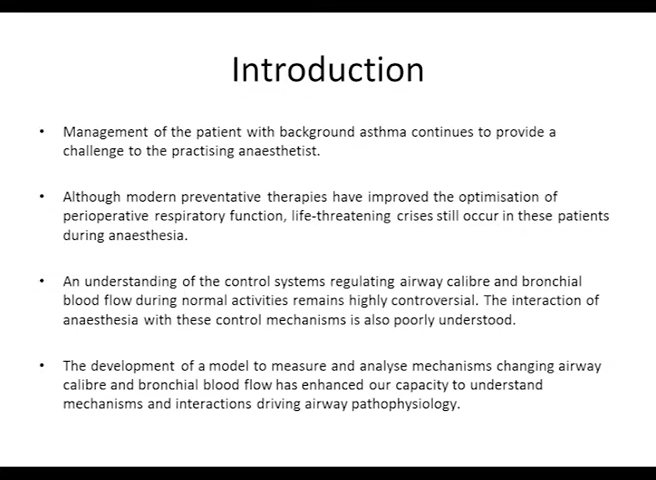 Introduction
• Management of the patient with background asthma continues to provide a
challenge to the practising anaesthetist.
• Although modern preventative therapies have improved the optimisation of
perioperative respiratory function, life-threatening crises still occur in these patients
during anaesthesia.
• An understanding of the control systems regulating airway calibre and bronchial
blood flow during normal activities remains highly controversial. The interaction of
anaesthesia with these control mechanisms is also poorly understood.
• The development of a model to measure and analyse mechanisms changing airway
calibre and bronchial blood flow has enhanced our capacity to understand
mechanisms and interactions driving airway pathophysiology.